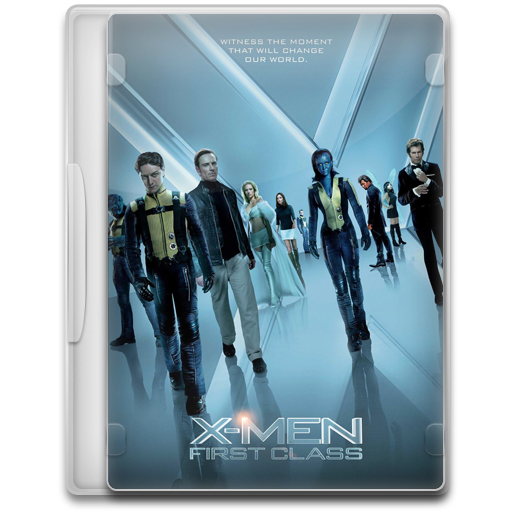 WITNESS THE MOMENT
THAT WILL CHANGE
OUR WORLD.
X-MEN
FIRST CLASS